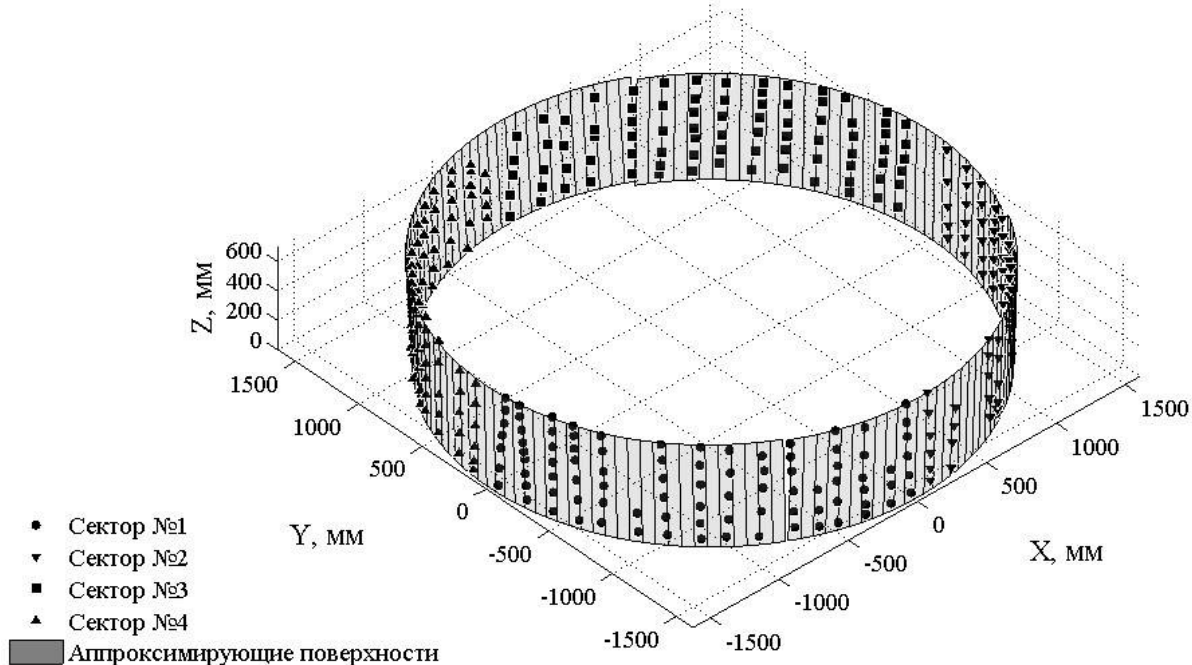 600
400
200
0
Z, мм
1500
1000
500
0
-500
-1000
-1500
Y, мм
1500
1000
500
0
-500
-1000
-1500
X, мм
Сектор №1
Сектор №2
Сектор №3
Сектор №4
Аппроксимирующие поверхности